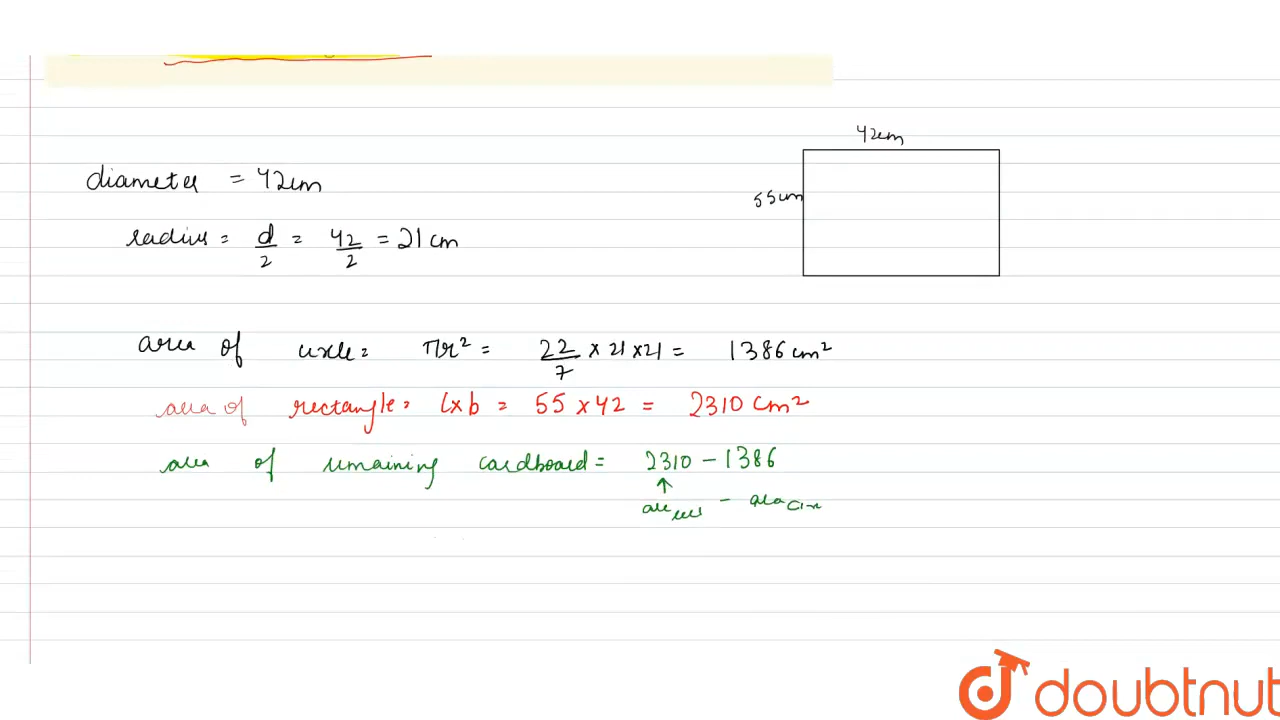 42cm
diameter = 42cm
55cm
radius = d/2 = 42/2 = 21 cm
area of circle = πr² = 22/7 × 21 × 21 = 1386 cm²
area of rectangle = l×b = 55 × 42 = 2310 cm²
area of remaining cardboard = 2310 - 1386
↑
-
doubtnut